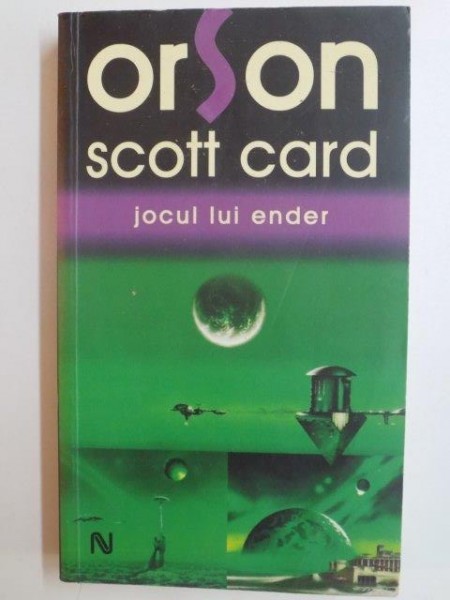 orSon
scott card
jocul lui ender
N